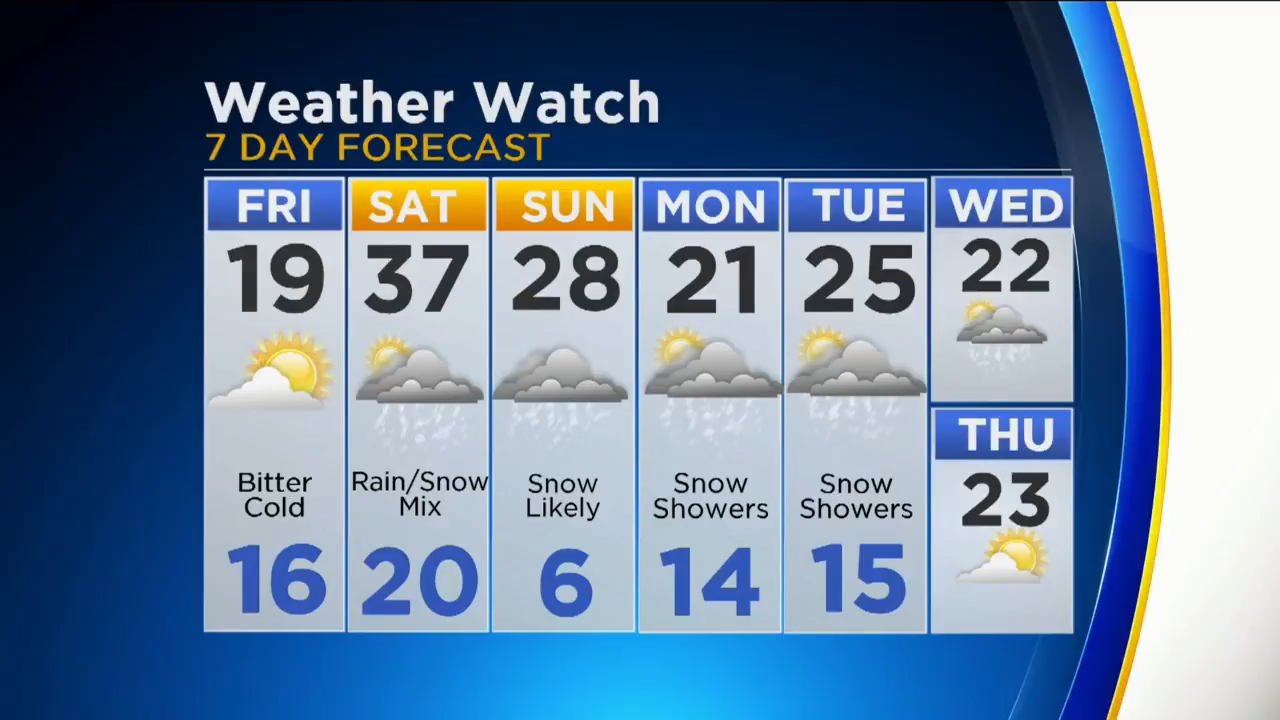 Weather Watch
7 DAY FORECAST
FRI
19
Bitter
Cold
16
SAT
37
Rain/Snow
Mix
20
SUN
28
Snow
Likely
6
MON
21
Snow
Showers
14
TUE
25
Snow
Showers
15
WED
22
THU
23